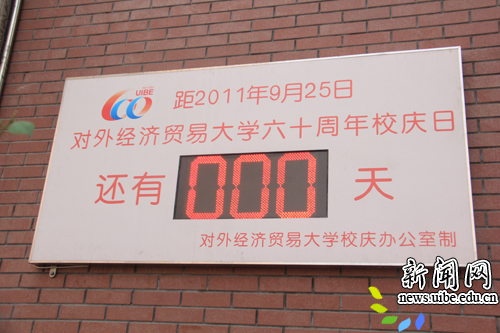 UIBE
60
距2011年9月25日
对外经济贸易大学六十周年校庆日
还有 000 天
对外经济贸易大学校庆办公室制
新闻网
news.uibe.edu.cn